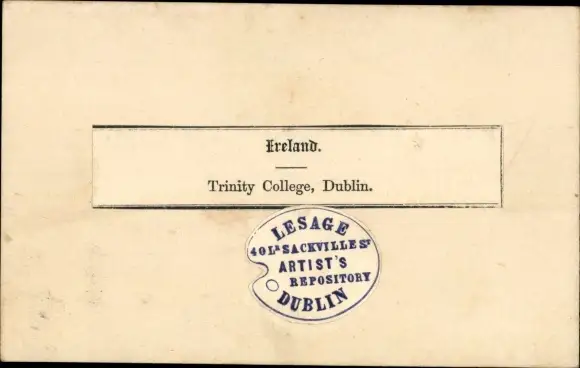 Ireland.
Trinity College, Dublin.
LESAGE
40 LR SACKVILLE ST
ARTIST'S
REPOSITORY
DUBLIN